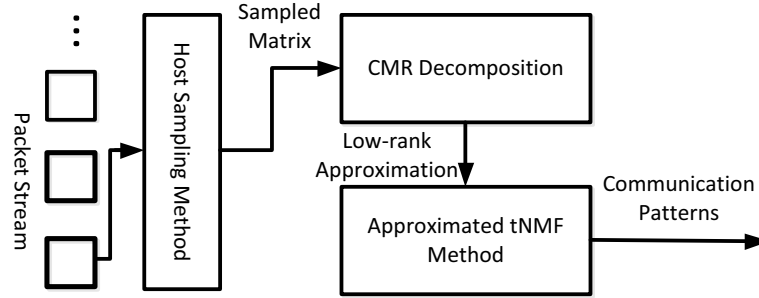 Packet Stream
Host Sampling Method
Sampled
Matrix
CMR Decomposition
Low-rank
Approximation
Approximated tNMF
Method
Communication
Patterns